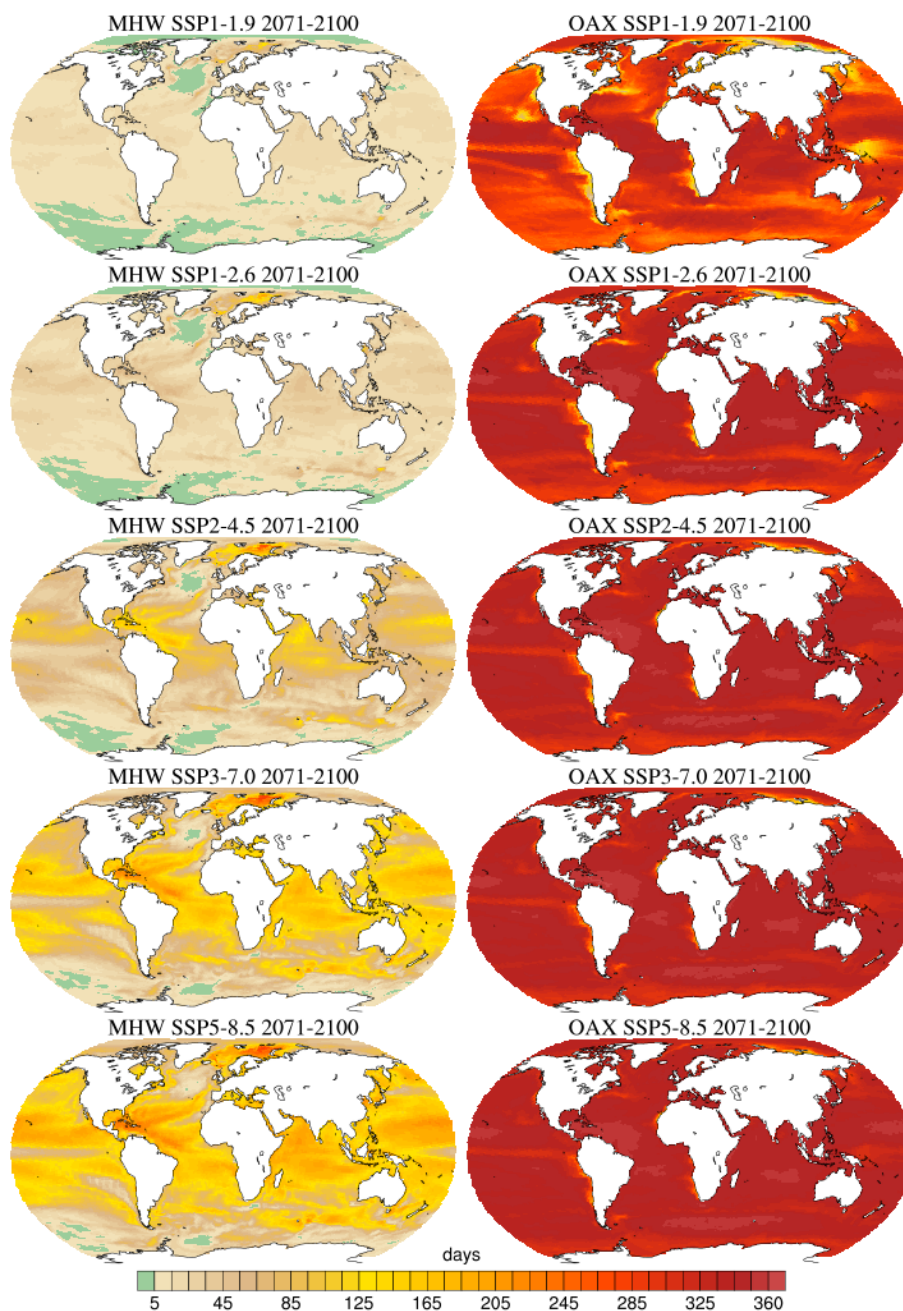 MHW SSP1-1.9 2071-2100 OAX SSP1-1.9 2071-2100
MHW SSP1-2.6 2071-2100 OAX SSP1-2.6 2071-2100
MHW SSP2-4.5 2071-2100 OAX SSP2-4.5 2071-2100
MHW SSP3-7.0 2071-2100 OAX SSP3-7.0 2071-2100
MHW SSP5-8.5 2071-2100 OAX SSP5-8.5 2071-2100
days
5 45 85 125 165 205 245 285 325 360